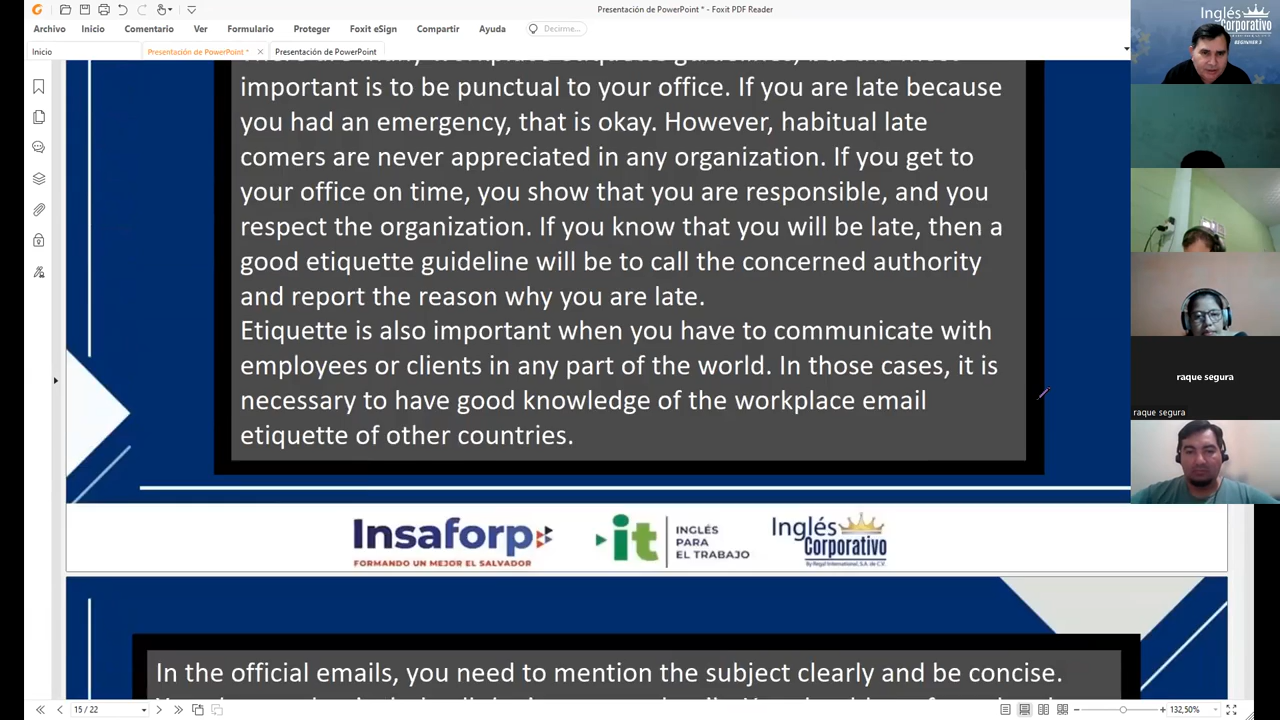 Presentación de PowerPoint * - Foxit PDF Reader
Archivo Inicio Comentario Ver Formulario Proteger Foxit eSign Compartir Ayuda Decirme...
Inicio Presentación de PowerPoint * × Presentación de PowerPoint
important is to be punctual to your office. If you are late because
you had an emergency, that is okay. However, habitual late
comers are never appreciated in any organization. If you get to
your office on time, you show that you are responsible, and you
respect the organization. If you know that you will be late, then a
good etiquette guideline will be to call the concerned authority
and report the reason why you are late.
Etiquette is also important when you have to communicate with
employees or clients in any part of the world. In those cases, it is
necessary to have good knowledge of the workplace email
etiquette of other countries.
Insaforp
FORMANDO UN MEJOR EL SALVADOR
it
INGLÉS
PARA
EL TRABAJO
Inglés
Corporativo
By Regal International, S.A. de C.V.
In the official emails, you need to mention the subject clearly and be concise.
15 / 22
132,50%
Inglés
Corporativo
BEGINNER 2
raque segura
raque segura